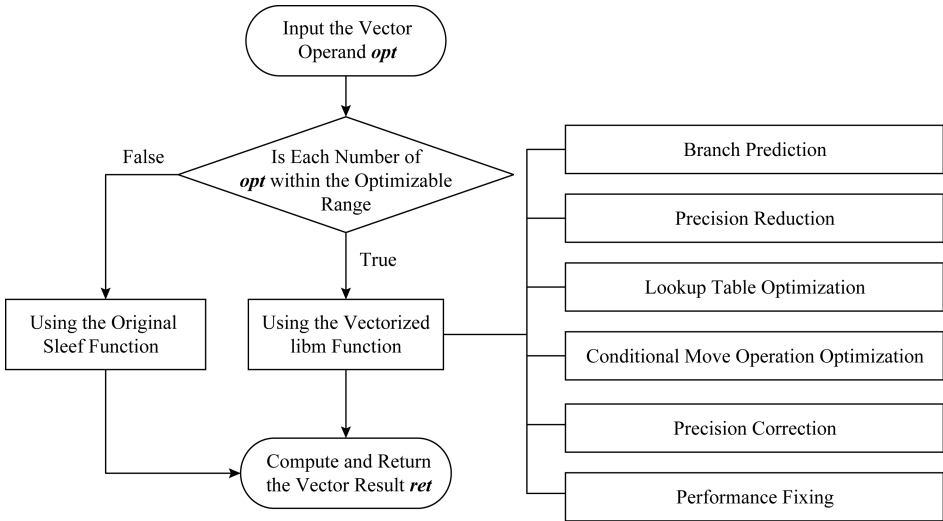 Input the Vector
Operand opt
Is Each Number of
opt within the Optimizable
Range
False
True
Using the Original
Sleef Function
Using the Vectorized
libm Function
Compute and Return
the Vector Result ret
Branch Prediction
Precision Reduction
Lookup Table Optimization
Conditional Move Operation Optimization
Precision Correction
Performance Fixing